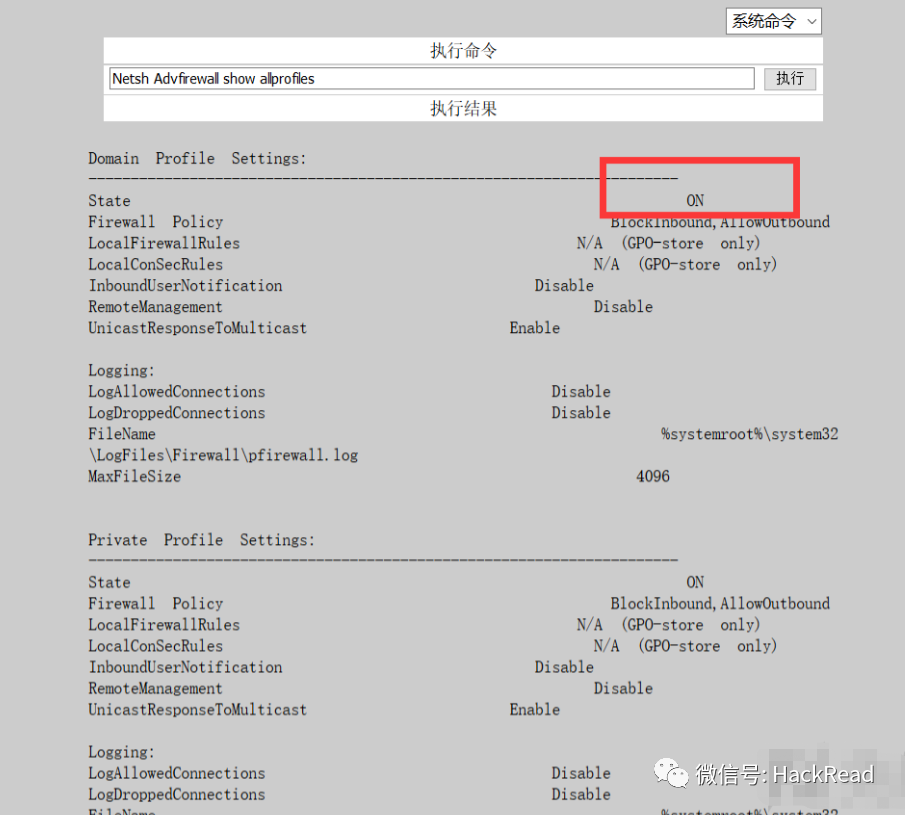 系统命令
执行命令
Netsh Advfirewall show allprofiles 执行
执行结果
Domain Profile Settings:
----------------------------------------------------------------------
State ON
Firewall Policy BlockInbound,AllowOutbound
LocalFirewallRules N/A (GPO-store only)
LocalConSecRules N/A (GPO-store only)
InboundUserNotification Disable
RemoteManagement Disable
UnicastResponseToMulticast Enable
Logging:
LogAllowedConnections Disable
LogDroppedConnections Disable
FileName %systemroot%\system32
\LogFiles\Firewall\pfirewall.log
MaxFileSize 4096
Private Profile Settings:
----------------------------------------------------------------------
State ON
Firewall Policy BlockInbound,AllowOutbound
LocalFirewallRules N/A (GPO-store only)
LocalConSecRules N/A (GPO-store only)
InboundUserNotification Disable
RemoteManagement Disable
UnicastResponseToMulticast Enable
Logging:
LogAllowedConnections Disable
LogDroppedConnections Disable
FileName %systemroot%\system32
微信号: HackRead